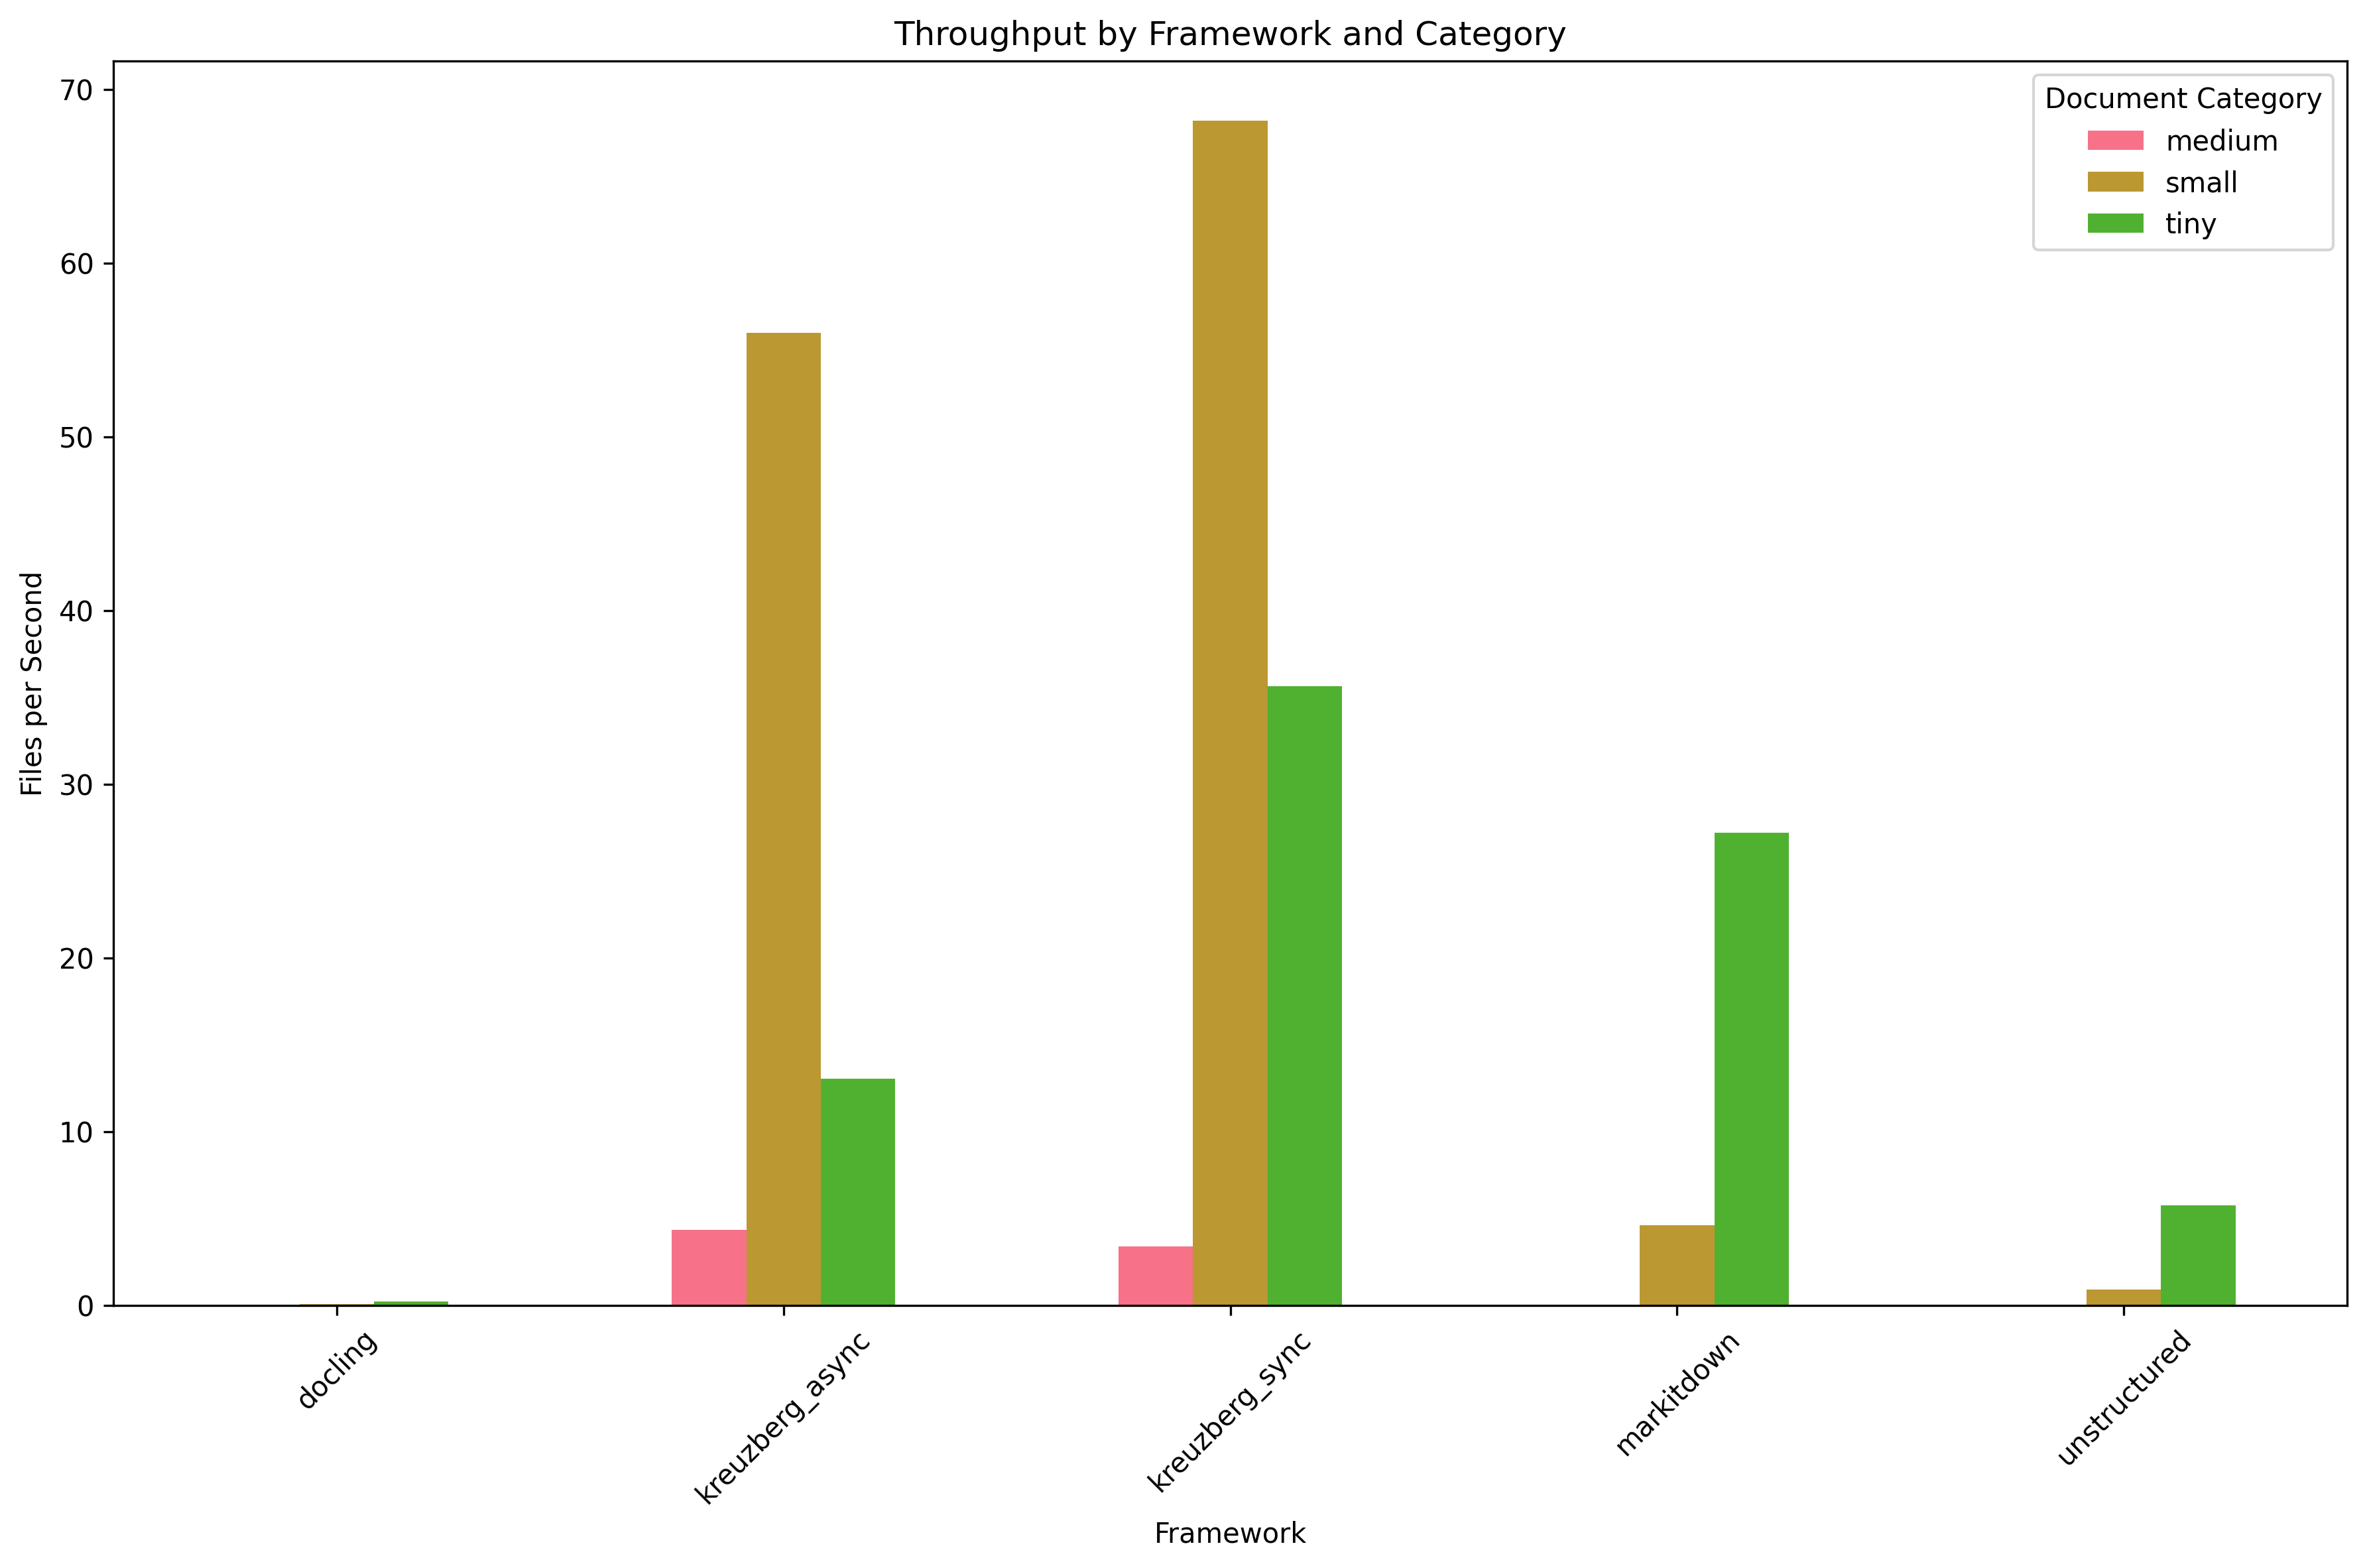 Throughput by Framework and Category
Document Category
medium
small
tiny
Files per Second
70
60
50
40
30
20
10
0
docling
kreuzberg_async
kreuzberg_sync
markitdown
unstructured
Framework